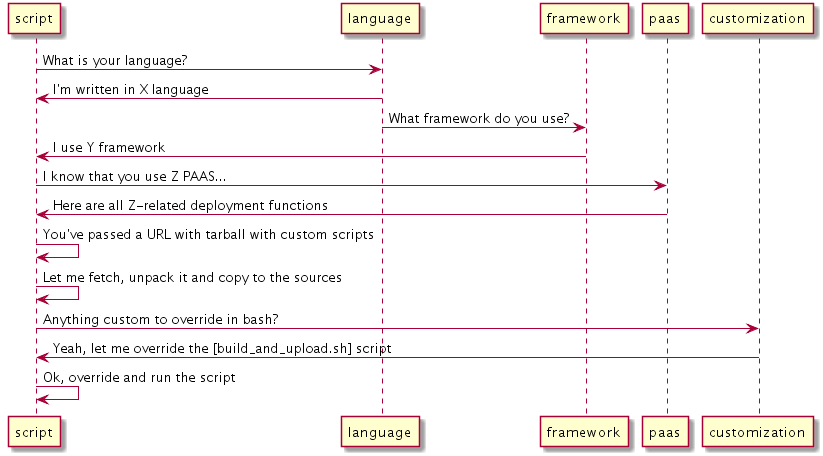 script language framework paas customization
What is your language?
I'm written in X language
What framework do you use?
I use Y framework
I know that you use Z PAAS...
Here are all Z-related deployment functions
You've passed a URL with tarball with custom scripts
Let me fetch, unpack it and copy to the sources
Anything custom to override in bash?
Yeah, let me override the [build_and_upload.sh] script
Ok, override and run the script
script language framework paas customization